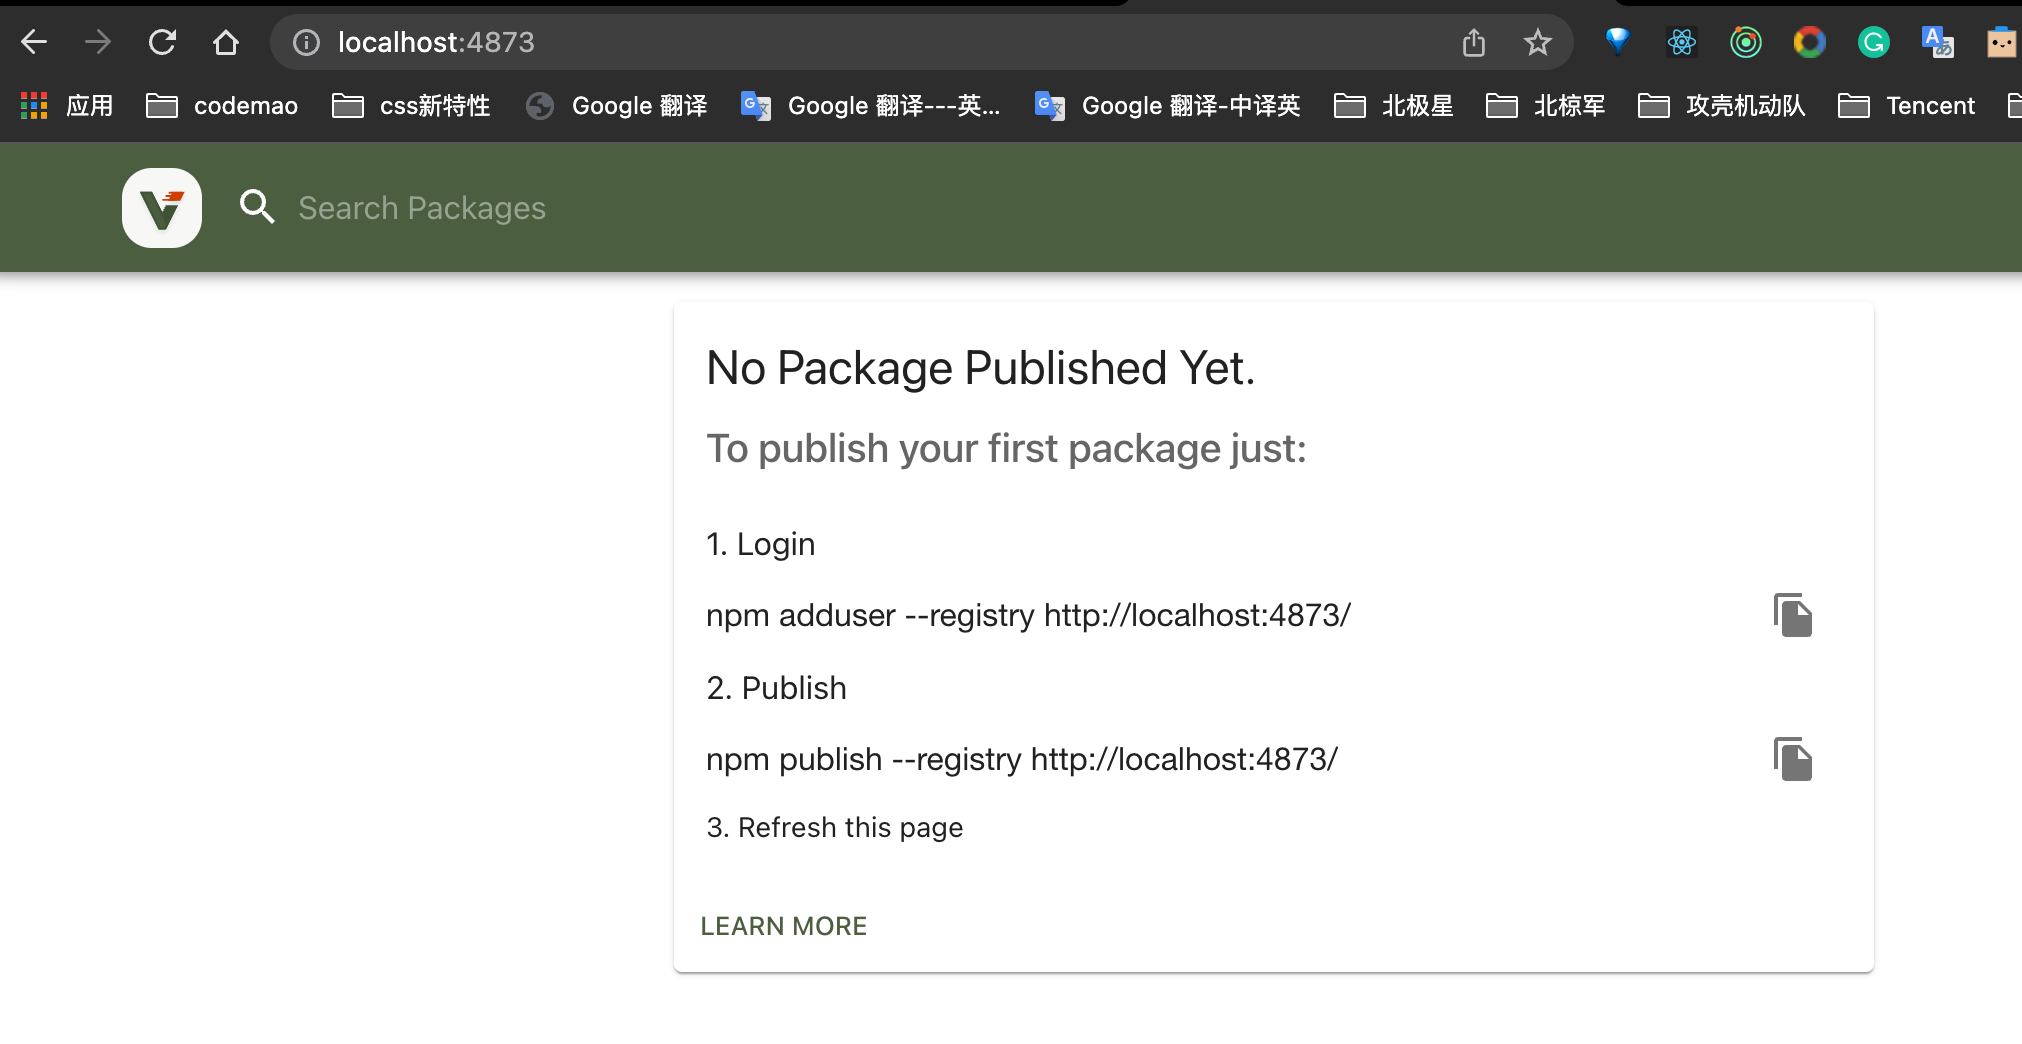 localhost:4873
应用 codemao css新特性 Google 翻译 Google 翻译---英... Google 翻译-中译英 北极星 北椋军 攻壳机动队 Tencent
Search Packages
No Package Published Yet.
To publish your first package just:
1. Login
npm adduser --registry http://localhost:4873/
2. Publish
npm publish --registry http://localhost:4873/
3. Refresh this page
LEARN MORE